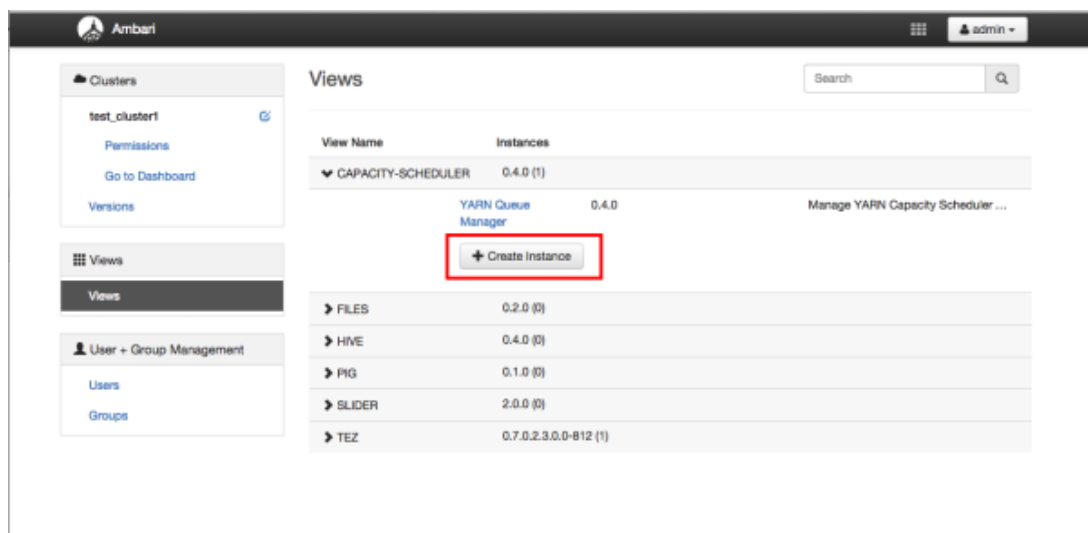 Ambari
admin
Clusters
test_cluster1
Permissions
Go to Dashboard
Versions
Views
Views
User + Group Management
Users
Groups
Views
Search
View Name Instances
CAPACITY-SCHEDULER 0.4.0 (1)
YARN Queue Manager 0.4.0 Manage YARN Capacity Scheduler ...
+ Create Instance
FILES 0.2.0 (0)
HIVE 0.4.0 (0)
PIG 0.1.0 (0)
SLIDER 2.0.0 (0)
TEZ 0.7.0.2.3.0.0-812 (1)